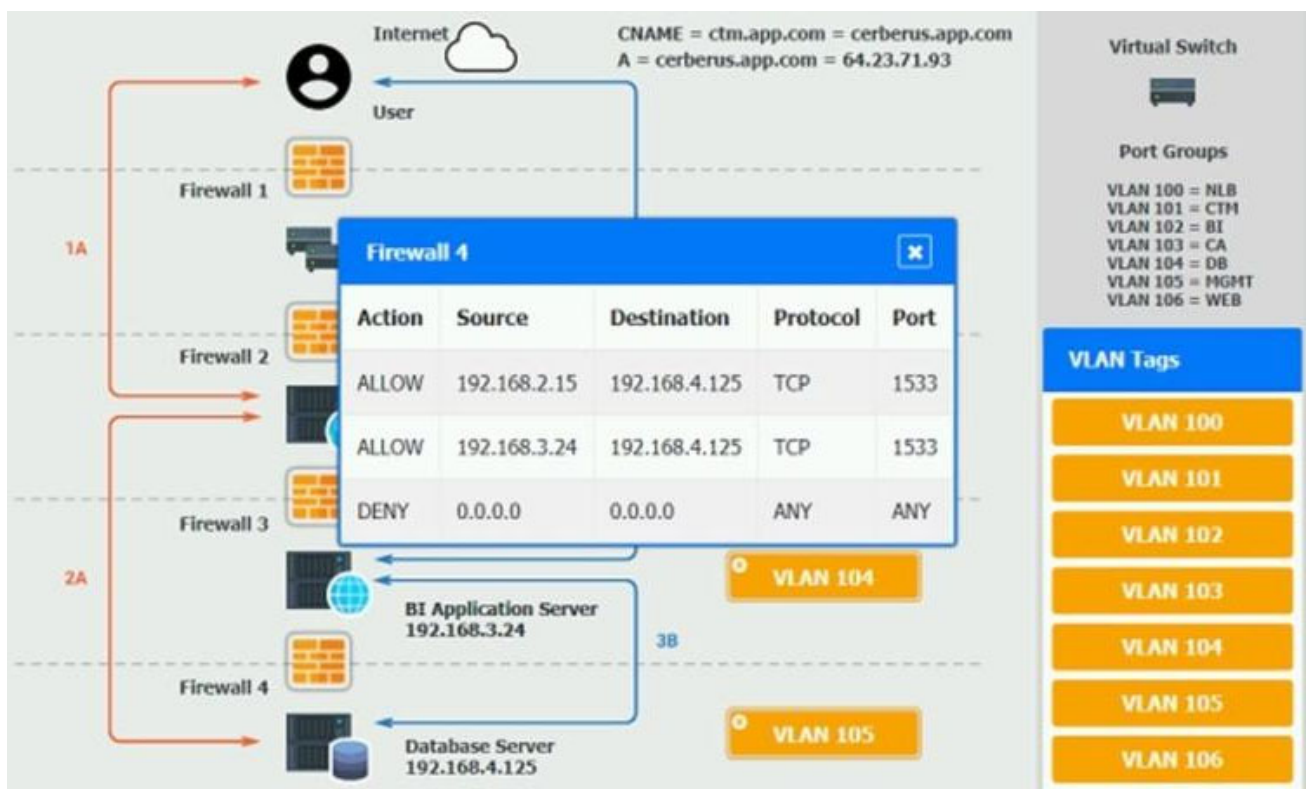 Internet
CNAME = ctm.app.com = cerberus.app.com
A = cerberus.app.com = 64.23.71.93
User
Firewall 1
1A
Firewall 2
Firewall 3
2A
BI Application Server
192.168.3.24
3B
Firewall 4
Database Server
192.168.4.125
VLAN 104
VLAN 105
Firewall 4
Action Source Destination Protocol Port
ALLOW 192.168.2.15 192.168.4.125 TCP 1533
ALLOW 192.168.3.24 192.168.4.125 TCP 1533
DENY 0.0.0.0 0.0.0.0 ANY ANY
Virtual Switch
Port Groups
VLAN 100 = NLB
VLAN 101 = CTM
VLAN 102 = BI
VLAN 103 = CA
VLAN 104 = DB
VLAN 105 = MGMT
VLAN 106 = WEB
VLAN Tags
VLAN 100
VLAN 101
VLAN 102
VLAN 103
VLAN 104
VLAN 105
VLAN 106